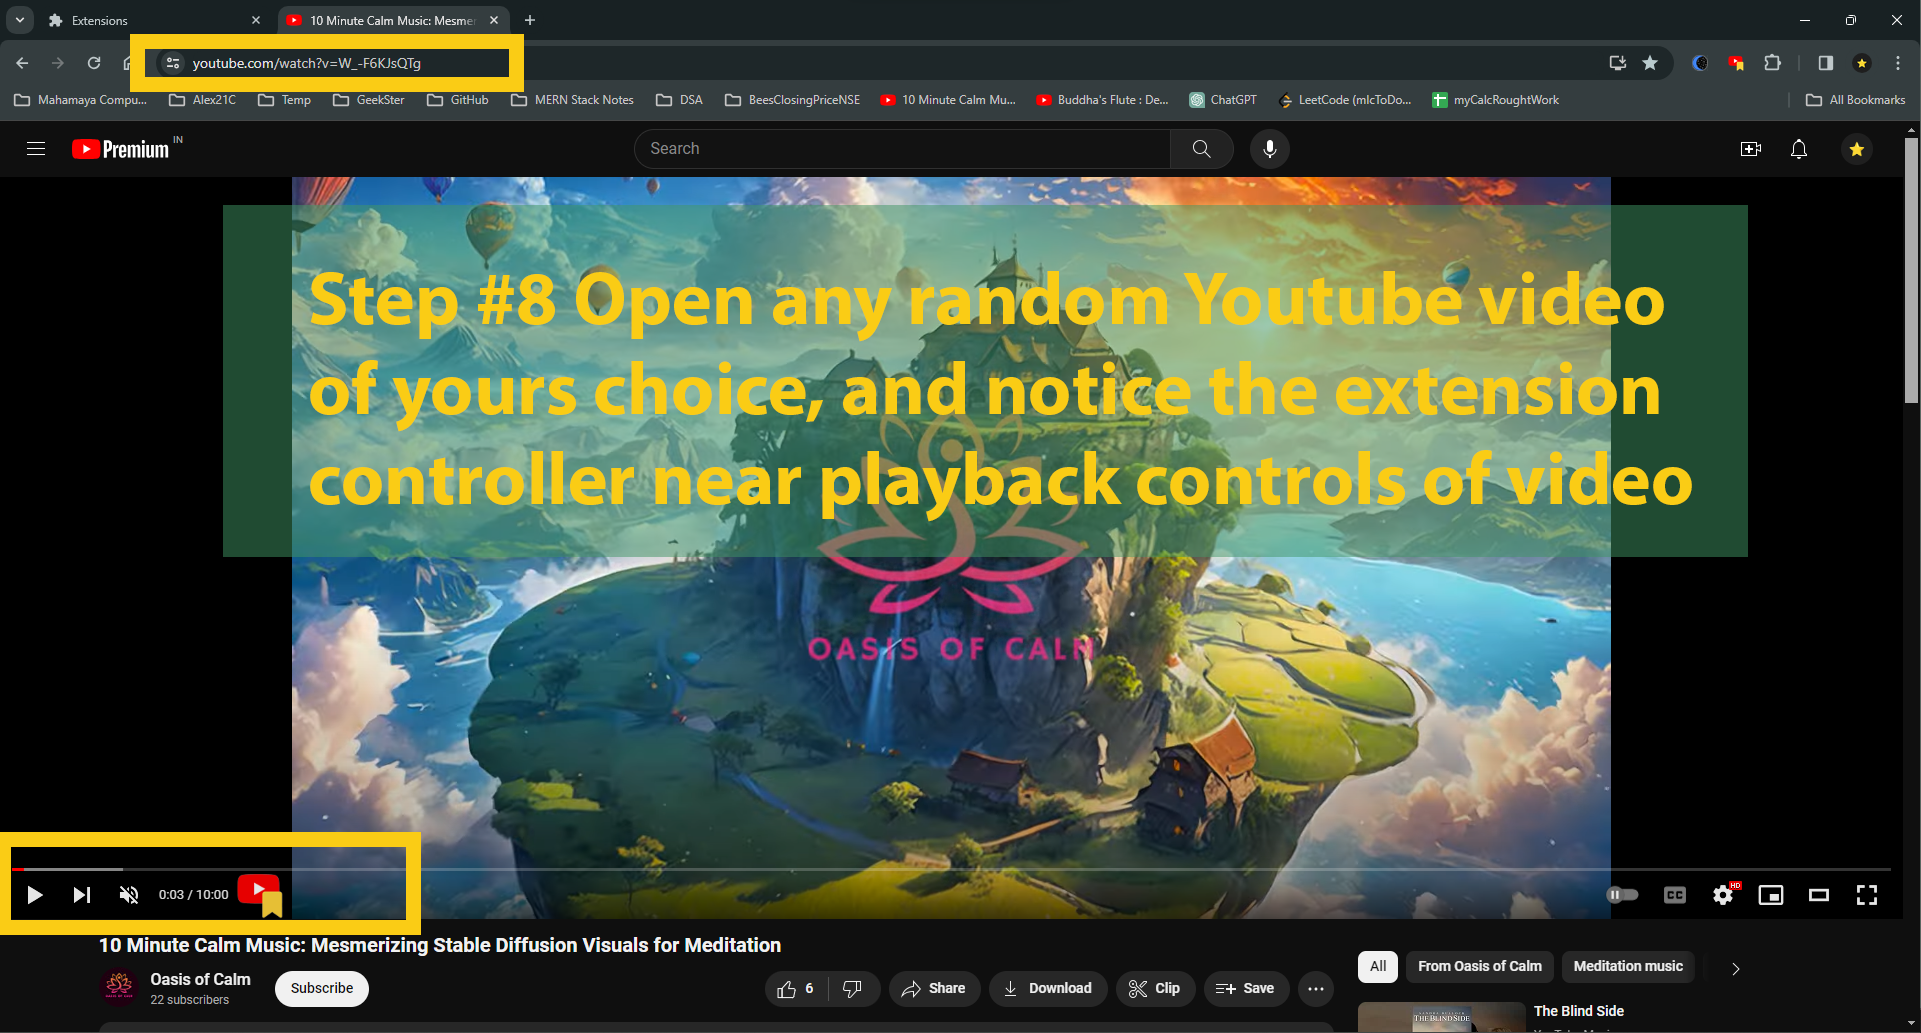 Extensions
10 Minute Calm Music: Mesme
youtube.com/watch?v=W_-F6KJsQTg
Mahamaya Compu...
Alex21C
Temp
GeekSter
GitHub
MERN Stack Notes
DSA
BeesClosingPriceNSE
10 Minute Calm Mu...
Buddha's Flute : De...
ChatGPT
LeetCode (mlcToDo...
myCalcRoughtWork
All Bookmarks
Premium IN
Search
Step #8 Open any random Youtube video
of yours choice, and notice the extension
controller near playback controls of video
OASIS OF CALM
0:03 / 10:00
CC
HD
10 Minute Calm Music: Mesmerizing Stable Diffusion Visuals for Meditation
Oasis of Calm
22 subscribers
Subscribe
6
Share
Download
Clip
Save
All
From Oasis of Calm
Meditation music
THE BLIND SIDE
The Blind Side